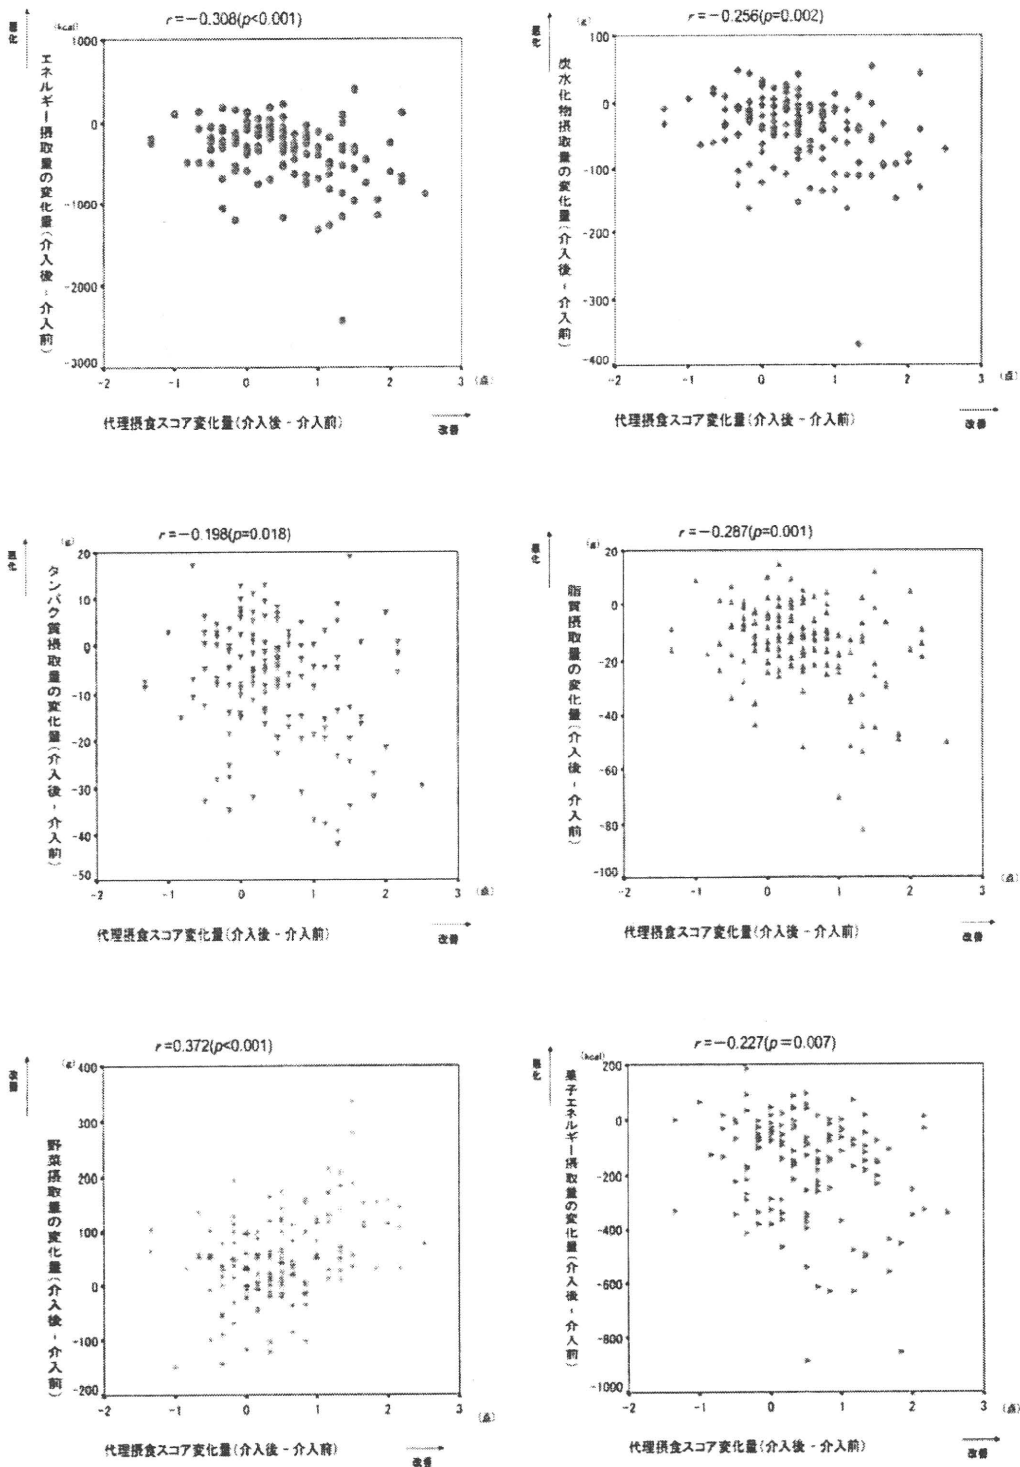 r=−0.308(p<0.001)
悪化
(kcal)
エネルギー摂取量の変化量(介入後-介入前)
1000
0
-1000
-2000
-3000
-2 -1 0 1 2 3 (点)
代理摂食スコア変化量(介入後 - 介入前)
改善
r=−0.256(p=0.002)
悪化
(g)
炭水化物摂取量の変化量(介入後-介入前)
100
0
-100
-200
-300
-400
-2 -1 0 1 2 3 (点)
代理摂食スコア変化量(介入後 - 介入前)
改善
r=−0.198(p=0.018)
悪化
(g)
タンパク質摂取量の変化量(介入後-介入前)
20
10
0
-10
-20
-30
-40
-50
-2 -1 0 1 2 3 (点)
代理摂食スコア変化量(介入後 - 介入前)
改善
r=−0.287(p=0.001)
悪化
(g)
脂質摂取量の変化量(介入後-介入前)
20
0
-20
-40
-60
-80
-100
-2 -1 0 1 2 3 (点)
代理摂食スコア変化量(介入後 - 介入前)
改善
r=0.372(p<0.001)
改善
(g)
野菜摂取量の変化量(介入後-介入前)
400
300
200
100
0
-100
-200
-2 -1 0 1 2 3 (点)
代理摂食スコア変化量(介入後 - 介入前)
改善
r=−0.227(p=0.007)
悪化
(kcal)
菓子エネルギー摂取量の変化量(介入後-介入前)
200
0
-200
-400
-600
-800
-1000
-2 -1 0 1 2 3 (点)
代理摂食スコア変化量(介入後 - 介入前)
改善